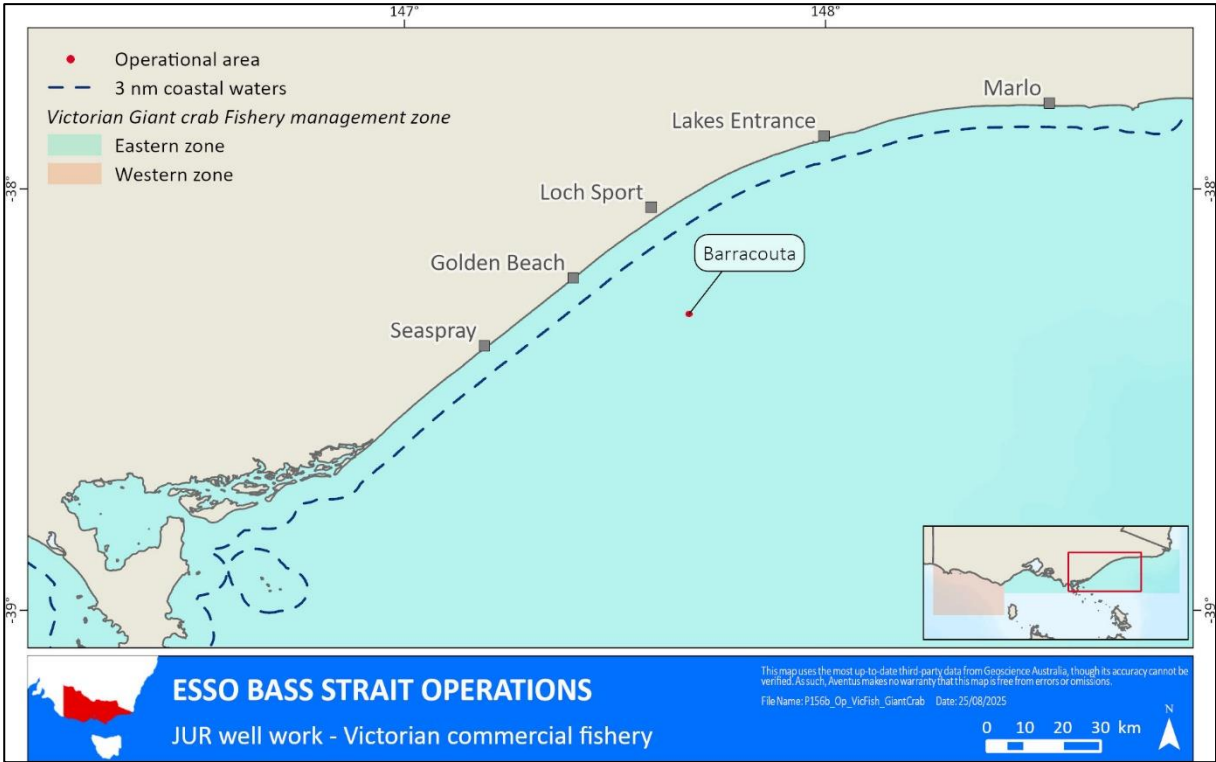 147°
148°
Operational area
3 nm coastal waters
Victorian Giant crab Fishery management zone
Eastern zone
Western zone
Marlo
Lakes Entrance
-38°
-38°
Loch Sport
Barracouta
Golden Beach
Seaspray
-39°
-39°
ESSO BASS STRAIT OPERATIONS
JUR well work - Victorian commercial fishery
This map uses the most up-to-date third-party data from Geoscience Australia, though its accuracy cannot be
verified. As such, Aventus makes no warranty that this map is free from errors or omissions.
File Name: P156b_Op_VicFish_GiantCrab Date: 25/08/2025
N
0 10 20 30 km